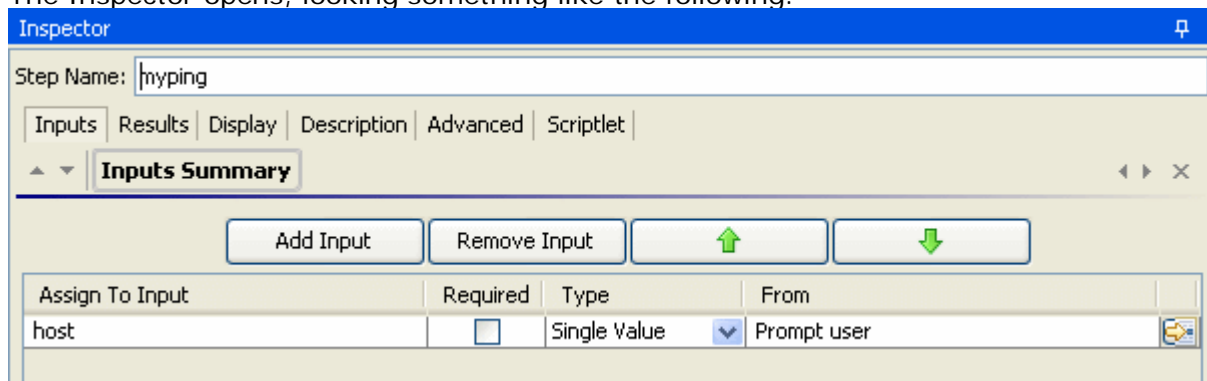 The Inspector opens, looking something like the following:
Inspector
Step Name: myping
Inputs Results Display Description Advanced Scriptlet
Inputs Summary
Add Input Remove Input
Assign To Input Required Type From
host Single Value Prompt user